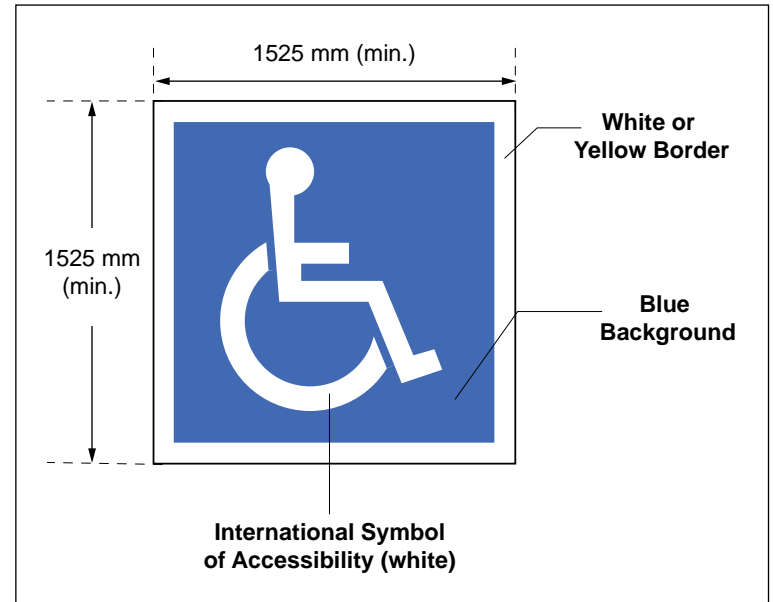 1525 mm (min.)
White or
Yellow Border
1525 mm
(min.)
Blue
Background
International Symbol
of Accessibility (white)